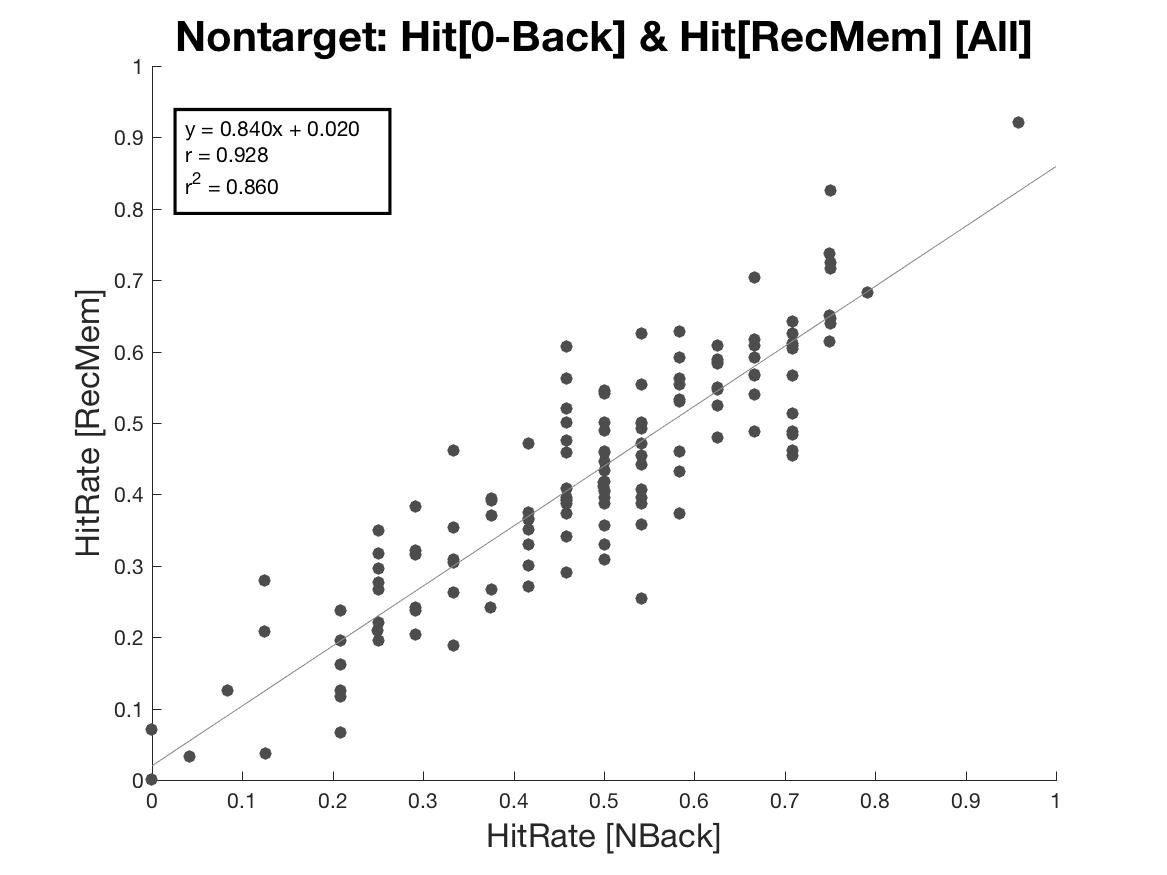 Nontarget: Hit[0-Back] & Hit[RecMem] [All]
y = 0.840x + 0.020
r = 0.928
r² = 0.860
HitRate [RecMem]
1
0.9
0.8
0.7
0.6
0.5
0.4
0.3
0.2
0.1
0
0 0.1 0.2 0.3 0.4 0.5 0.6 0.7 0.8 0.9 1
HitRate [NBack]